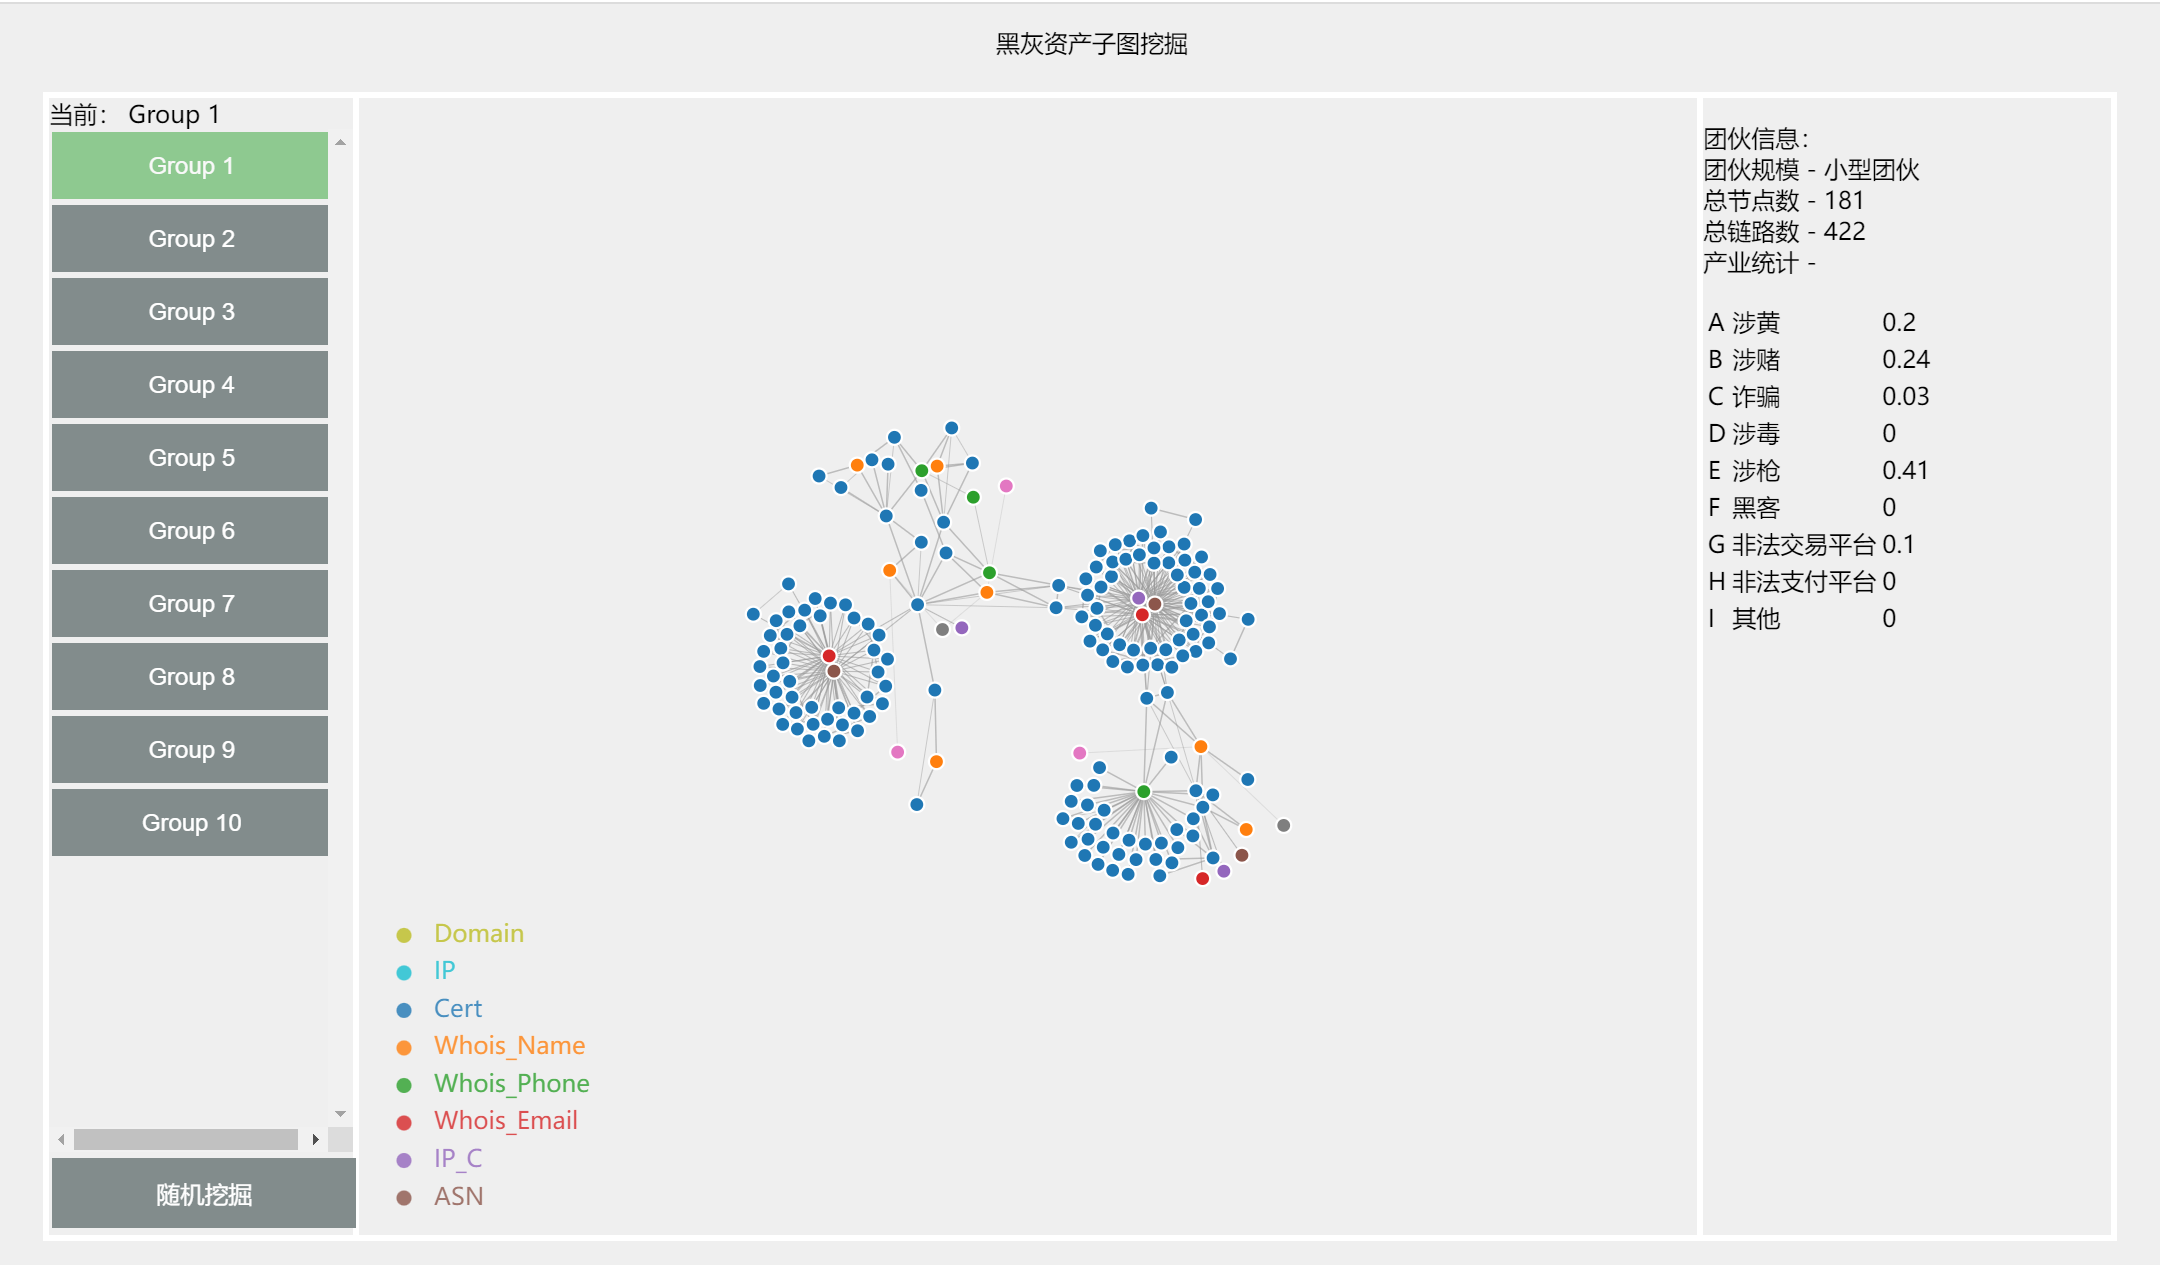 黑灰资产子图挖掘
当前： Group 1
Group 1
Group 2
Group 3
Group 4
Group 5
Group 6
Group 7
Group 8
Group 9
Group 10
随机挖掘
Domain
IP
Cert
Whois_Name
Whois_Phone
Whois_Email
IP_C
ASN
团伙信息：
团伙规模 - 小型团伙
总节点数 - 181
总链路数 - 422
产业统计 -
A 涉黄 0.2
B 涉赌 0.24
C 诈骗 0.03
D 涉毒 0
E 涉枪 0.41
F 黑客 0
G 非法交易平台 0.1
H 非法支付平台 0
I 其他 0